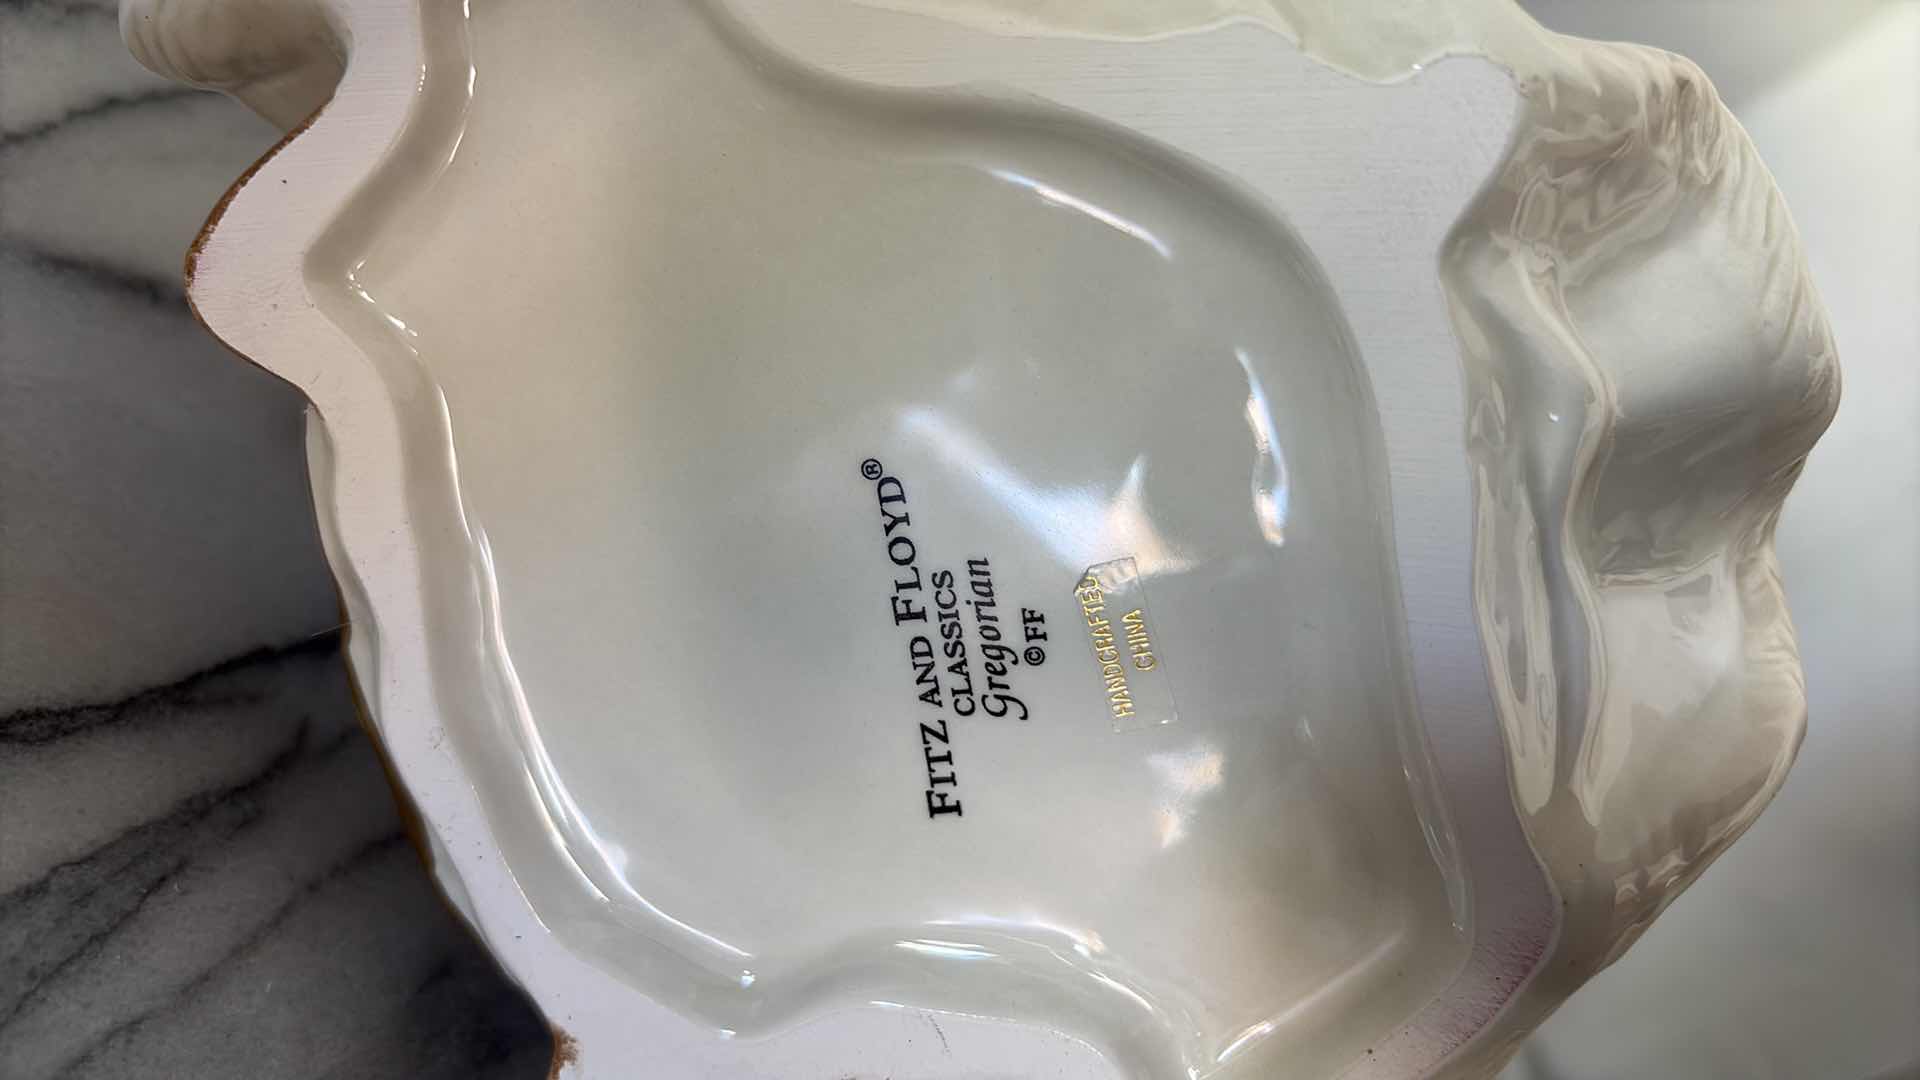 FITZ AND FLOYD®
CLASSICS
Gregorian
© FF
HANDCRAFTED
CHINA